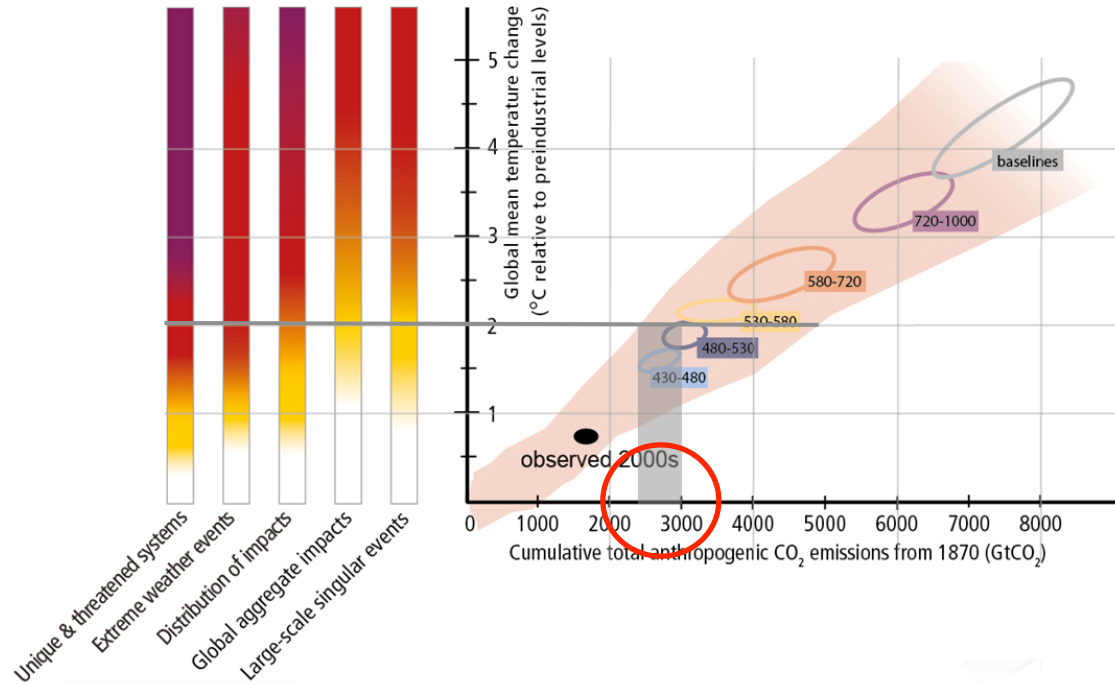 Global mean temperature change
(°C relative to preindustrial levels)
5
4
3
2
1
baselines
720-1000
580-720
530-580
480-530
430-480
observed 2000s
0 1000 2000 3000 4000 5000 6000 7000 8000
Cumulative total anthropogenic CO₂ emissions from 1870 (GtCO₂)
Unique & threatened systems
Extreme weather events
Distribution of impacts
Global aggregate impacts
Large-scale singular events